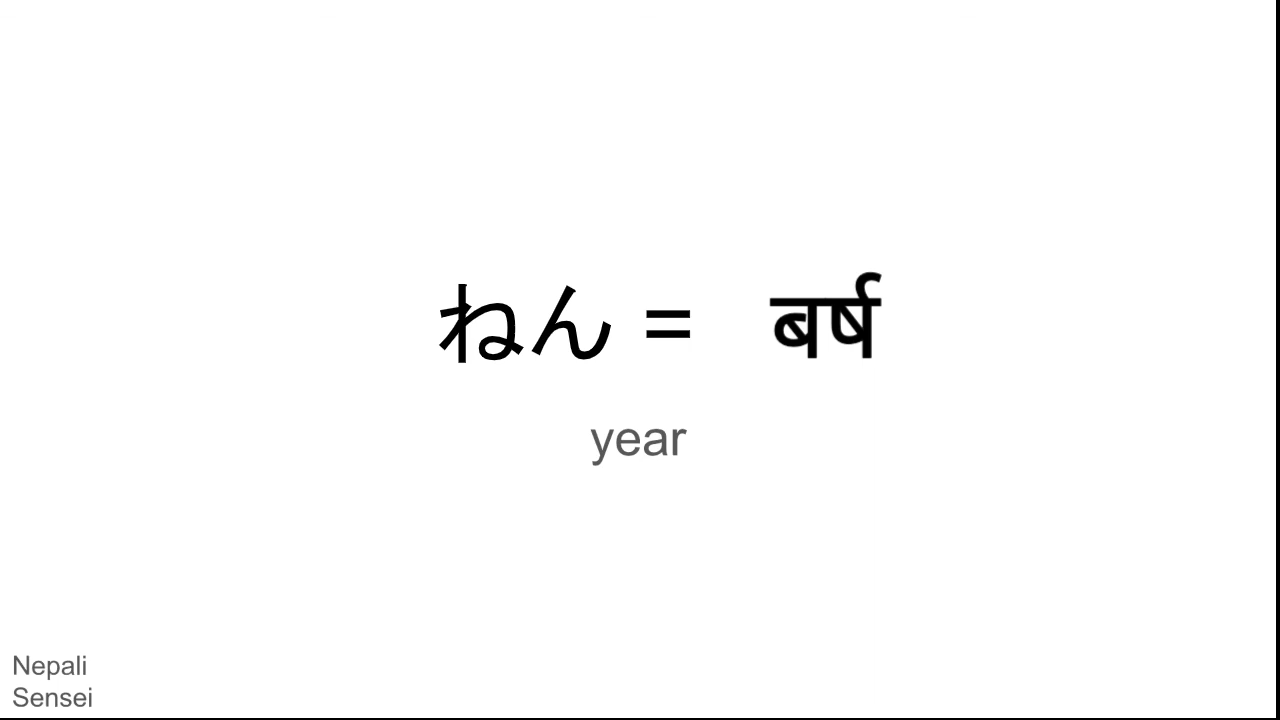 ねん = बर्ष
year
Nepali
Sensei